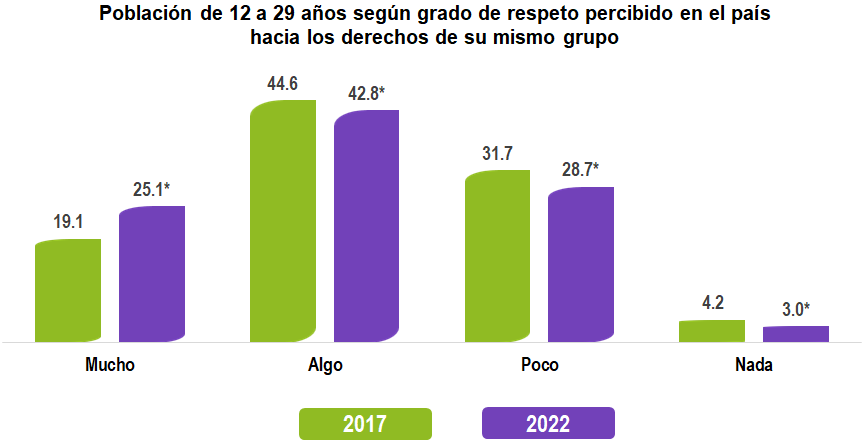 Población de 12 a 29 años según grado de respeto percibido en el país
hacia los derechos de su mismo grupo
44.6
42.8*
31.7
28.7*
25.1*
19.1
4.2
3.0*
Mucho
Algo
Poco
Nada
2017
2022